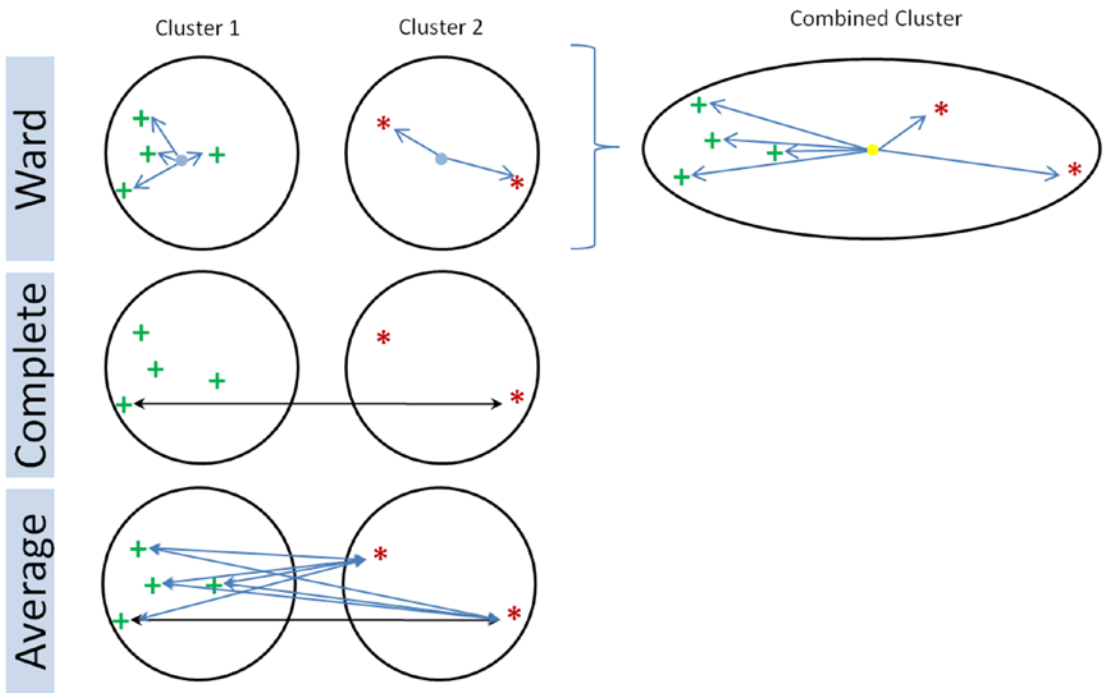 Cluster 1
Cluster 2
Combined Cluster
Ward
Complete
Average